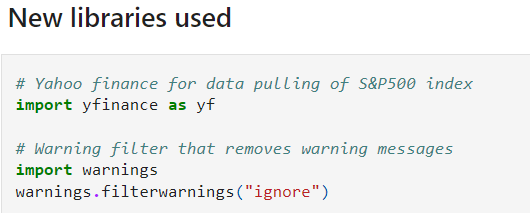 New libraries used
# Yahoo finance for data pulling of S&P500 index
import yfinance as yf
# Warning filter that removes warning messages
import warnings
warnings.filterwarnings("ignore")